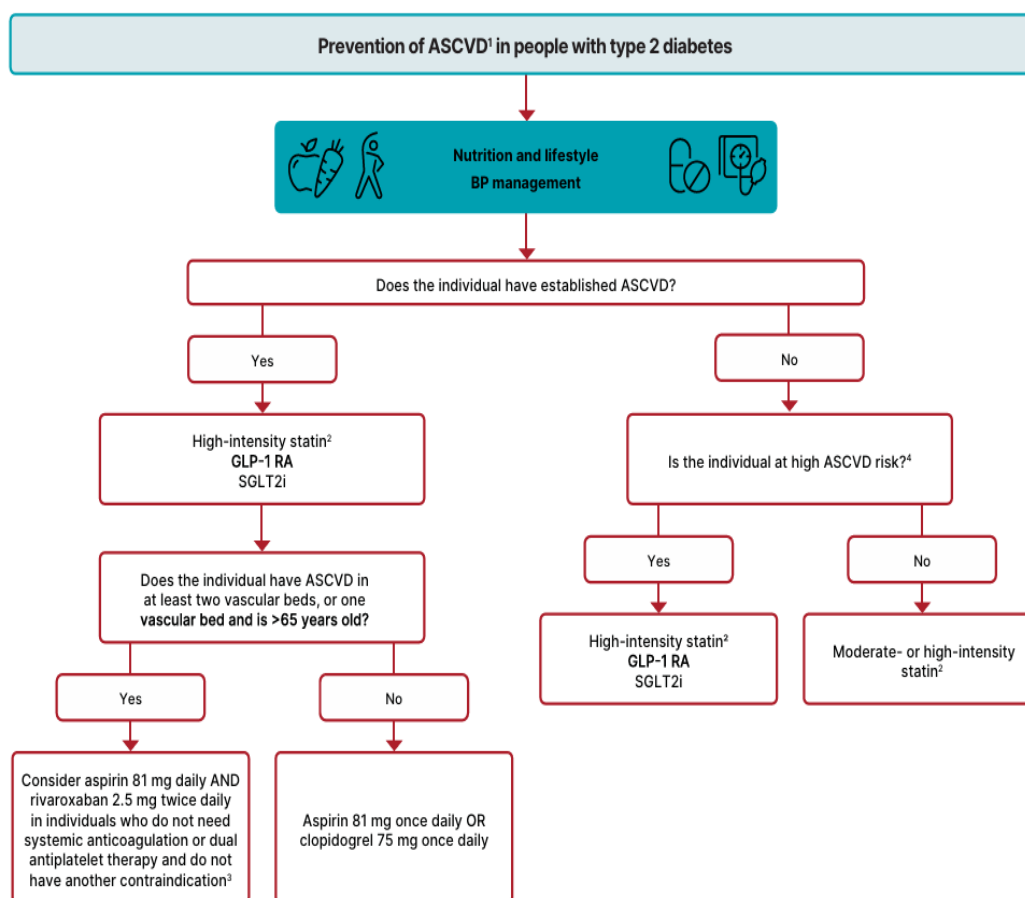 Prevention of ASCVD¹ in people with type 2 diabetes
Nutrition and lifestyle
BP management
Does the individual have established ASCVD?
Yes
No
High-intensity statin²
GLP-1 RA
SGLT2i
Is the individual at high ASCVD risk?⁴
Does the individual have ASCVD in
at least two vascular beds, or one
vascular bed and is >65 years old?
Yes
No
High-intensity statin²
GLP-1 RA
SGLT2i
Moderate- or high-intensity
statin²
Yes
No
Consider aspirin 81 mg daily AND
rivaroxaban 2.5 mg twice daily
in individuals who do not need
systemic anticoagulation or dual
antiplatelet therapy and do not
have another contraindication³
Aspirin 81 mg once daily OR
clopidogrel 75 mg once daily